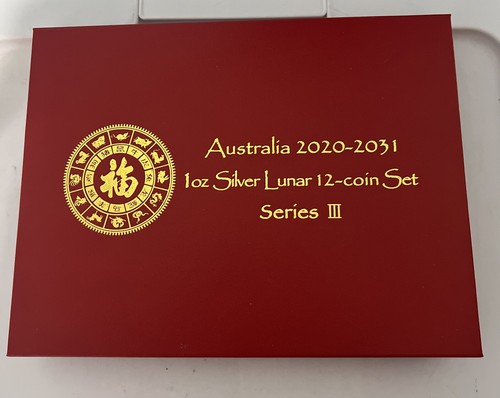 福
Australia 2020-2031
1oz Silver Lunar 12-coin Set
Series III